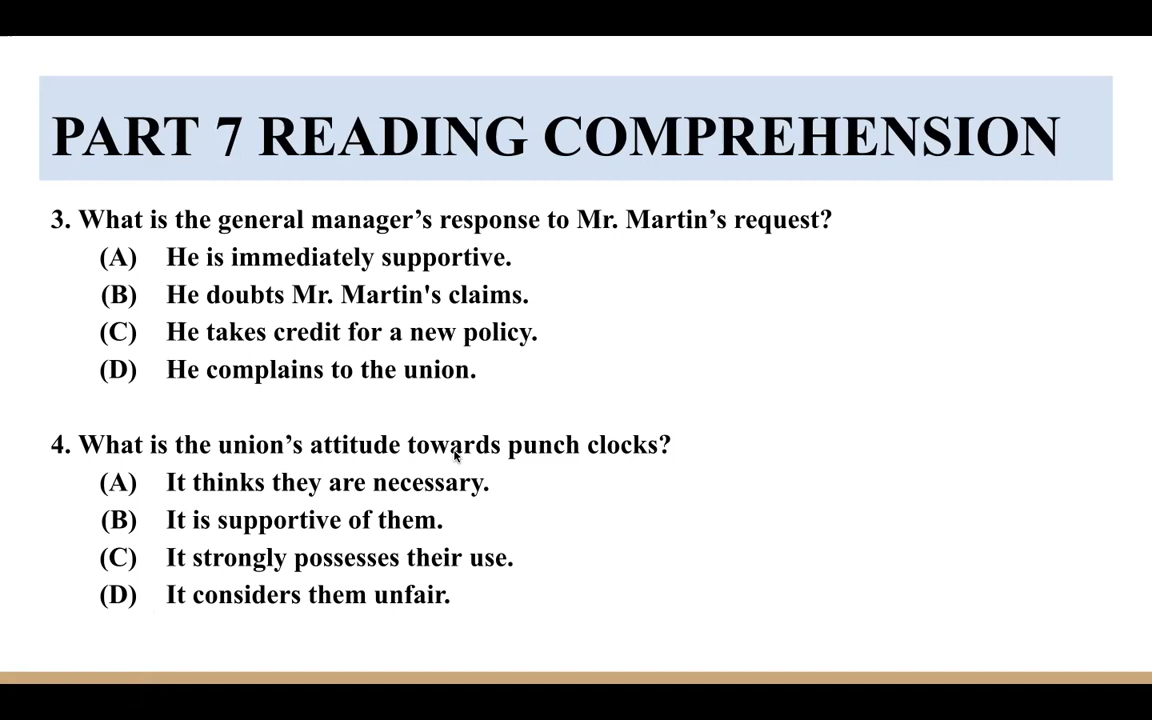 PART 7 READING COMPREHENSION
3. What is the general manager’s response to Mr. Martin’s request?
(A) He is immediately supportive.
(B) He doubts Mr. Martin's claims.
(C) He takes credit for a new policy.
(D) He complains to the union.
4. What is the union’s attitude towards punch clocks?
(A) It thinks they are necessary.
(B) It is supportive of them.
(C) It strongly possesses their use.
(D) It considers them unfair.